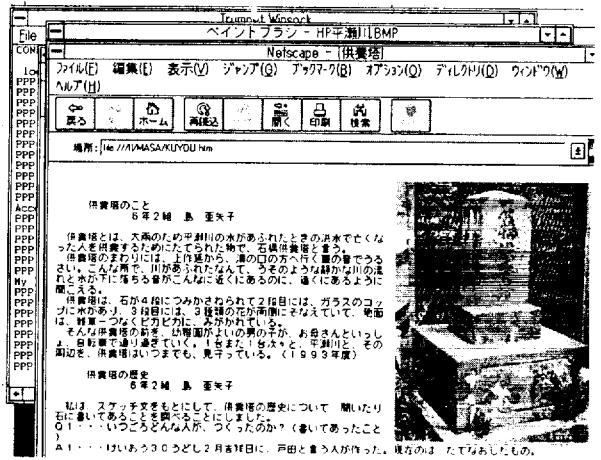 Trumpet Winsock
File
ペイントブラシ - HP平瀬川.BMP
Netscape - [供養塔]
ファイル(F) 編集(E) 表示(V) ジャンプ(G) ブックマーク(B) オプション(O) ディレクトリ(D) ウィンドウ(W)
ヘルプ(H)
戻る ホーム 再読込 開く 印刷 検索
場所: file:///A|/MASA/KUYOU.htm
PPP
PPP
PPP
PPP
PPP
PPP
PPP
PPP
PPP
供養塔のこと
6年2組 島 亜矢子
供養塔とは、大雨のため平瀬川の水があふれたときの洪水で亡くな
った人を供養するためにたてられた物で、石橋供養塔と言う。
供養塔のまわりには、上作延から、溝の口の方へ行く車の音でうる
さい。こんな所で、川があふれたなんて、うそのような静かな川の流
れと水が下に落ちる音がこんなに近くにあるのに、遠くにあるように
聞こえる。
供養塔は、石が4段につみかさねられて2段目には、ガラスのコッ
プに水があり、3段目には、3種類の花が両側にそなえていて、地面
は、雑草一つなくピカピカに、みがかれている。
そんな供養塔の前を、仲が
よい男の子が、お母さんといっし
ょ、自転車で通り過ぎていく。1台また1台次々と、平瀬川と、その
周辺を、供養塔はいつまでも、見守っている。(1993年度)
供養塔の歴史
6年2組 島 亜矢子
私は、スケッチ文をもとにして、供養塔の歴史について 聞いたり
石に書いてあることを調べることにしました。
Q1・・・いつごろどんな人が、つくったのか?(書いてあったこと
)
A1・・・けいおう30うどし2月吉祥日に、戸田と言う人が作った。現在のは たてなおしたもの。